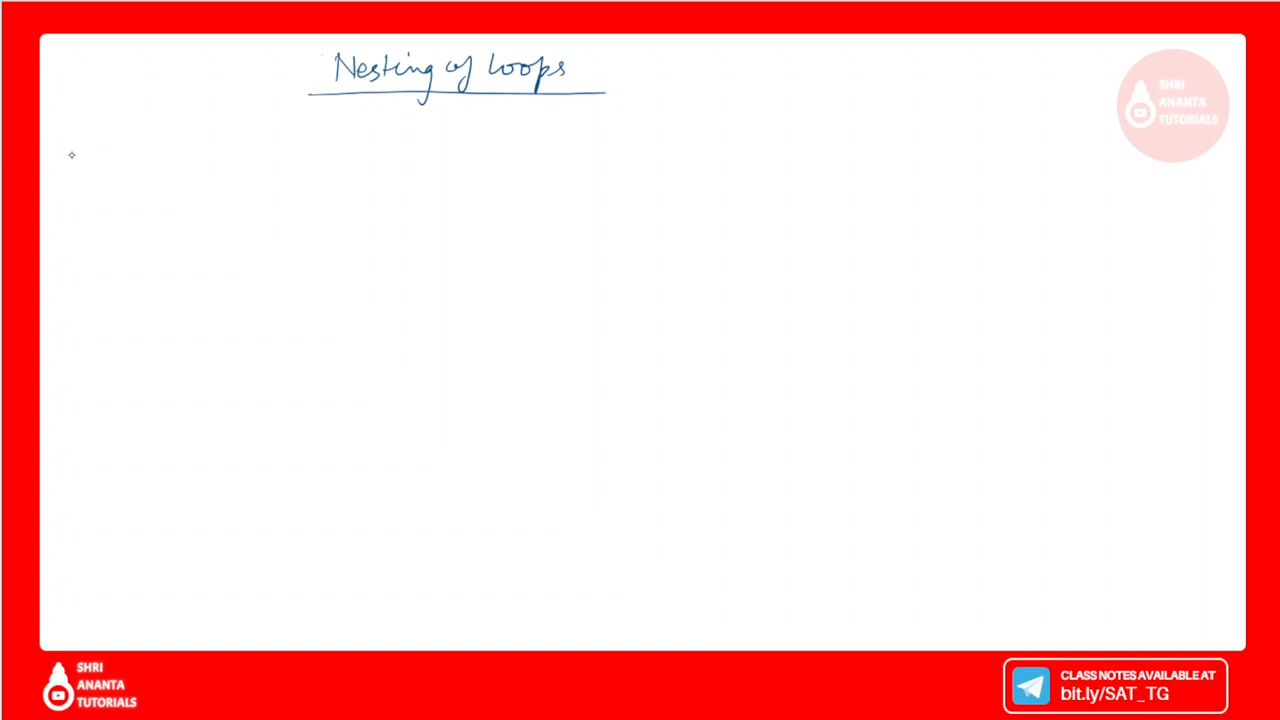 Nesting of loops
SHRI
ANANTA
TUTORIALS
SHRI
ANANTA
TUTORIALS
CLASS NOTES AVAILABLE AT
bit.ly/SAT_TG